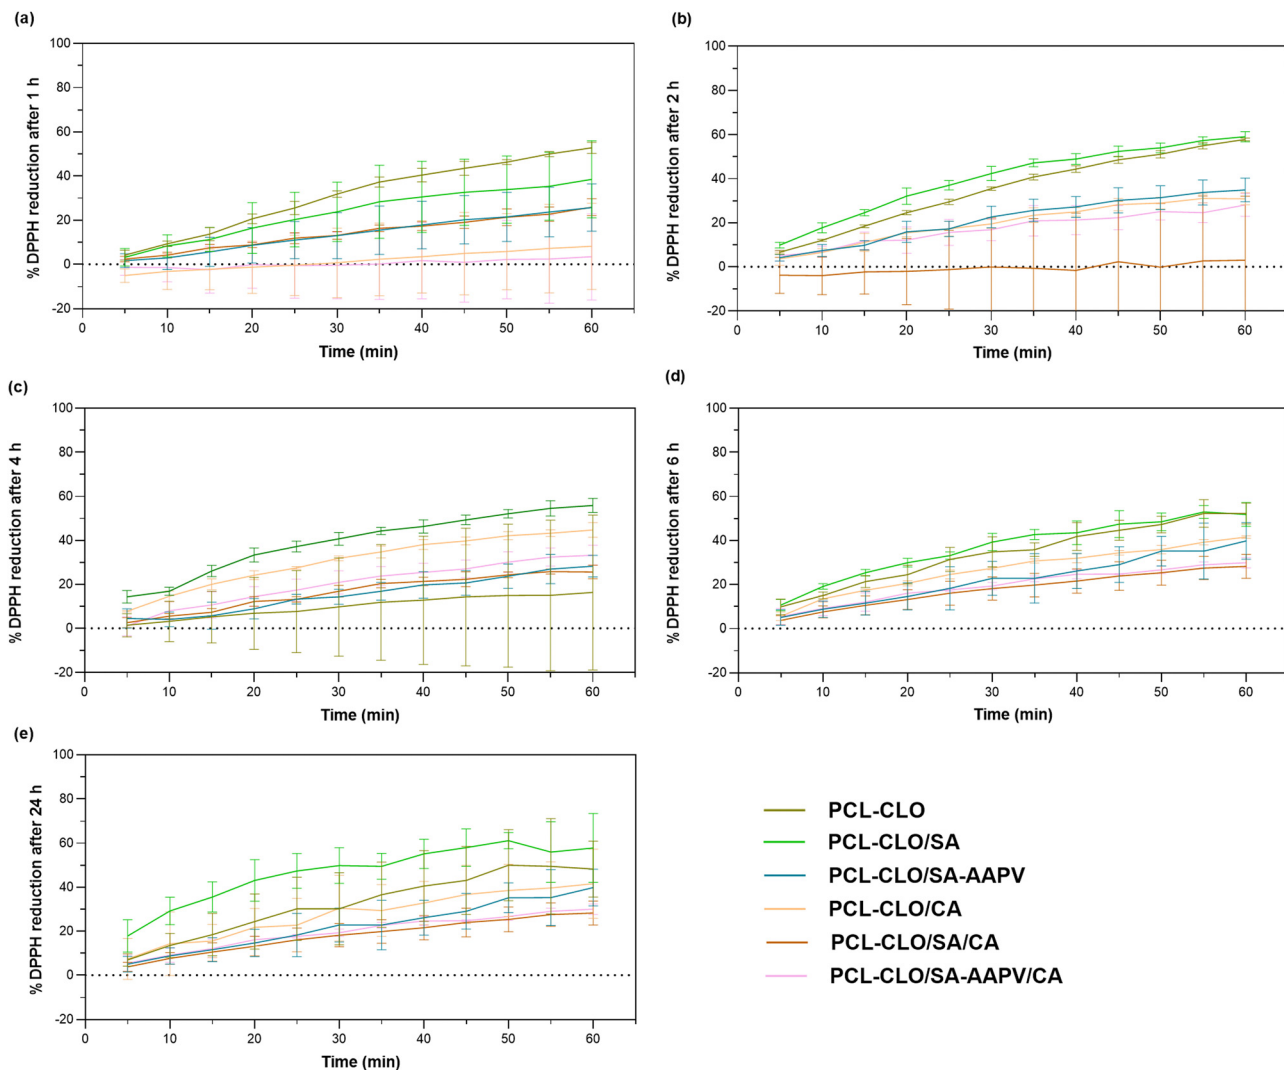 (a)
% DPPH reduction after 1 h
100
80
60
40
20
0
-20
0 10 20 30 40 50 60
Time (min)
(b)
% DPPH reduction after 2 h
100
80
60
40
20
0
-20
0 10 20 30 40 50 60
Time (min)
(c)
% DPPH reduction after 4 h
100
80
60
40
20
0
-20
0 10 20 30 40 50 60
Time (min)
(d)
% DPPH reduction after 6 h
100
80
60
40
20
0
-20
0 10 20 30 40 50 60
Time (min)
(e)
% DPPH reduction after 24 h
100
80
60
40
20
0
-20
0 10 20 30 40 50 60
Time (min)
PCL-CLO
PCL-CLO/SA
PCL-CLO/SA-AAPV
PCL-CLO/CA
PCL-CLO/SA/CA
PCL-CLO/SA-AAPV/CA